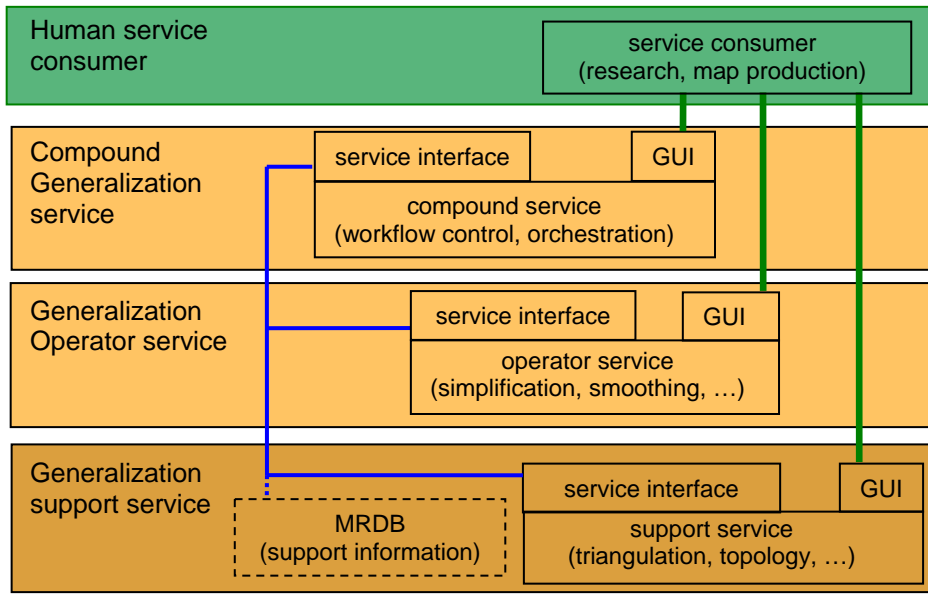 Human service
consumer
service consumer
(research, map production)
Compound
Generalization
service
service interface
GUI
compound service
(workflow control, orchestration)
Generalization
Operator service
service interface
GUI
operator service
(simplification, smoothing, …)
Generalization
support service
service interface
GUI
MRDB
(support information)
support service
(triangulation, topology, …)